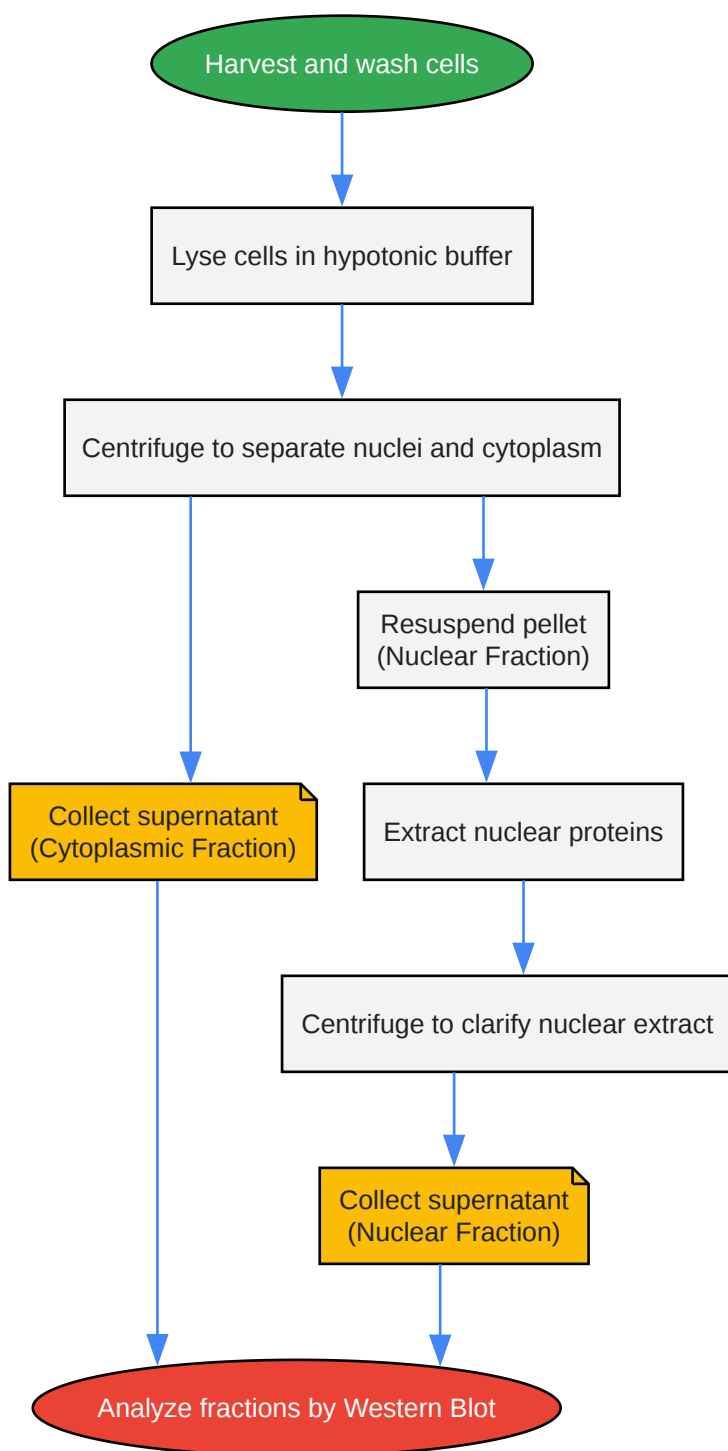 Harvest and wash cells
Lyse cells in hypotonic buffer
Centrifuge to separate nuclei and cytoplasm
Resuspend pellet
(Nuclear Fraction)
Collect supernatant
(Cytoplasmic Fraction)
Extract nuclear proteins
Centrifuge to clarify nuclear extract
Collect supernatant
(Nuclear Fraction)
Analyze fractions by Western Blot